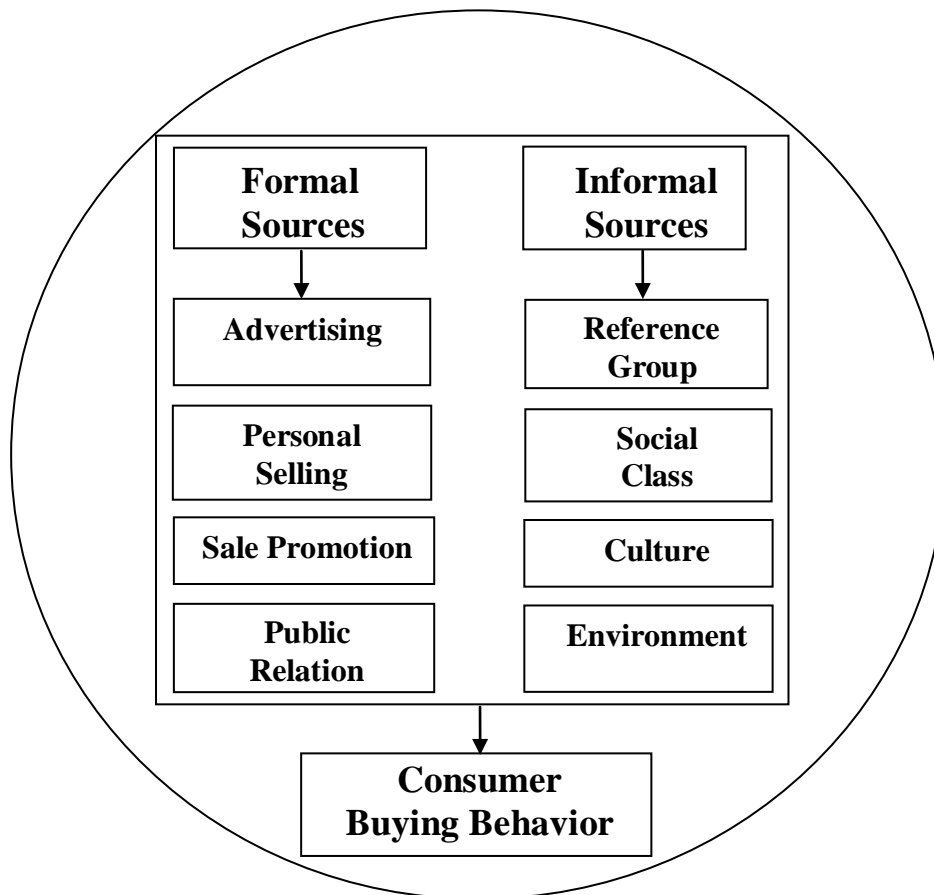 Formal
Sources
Informal
Sources
Advertising
Reference
Group
Personal
Selling
Social
Class
Sale Promotion
Culture
Public
Relation
Environment
Consumer
Buying Behavior